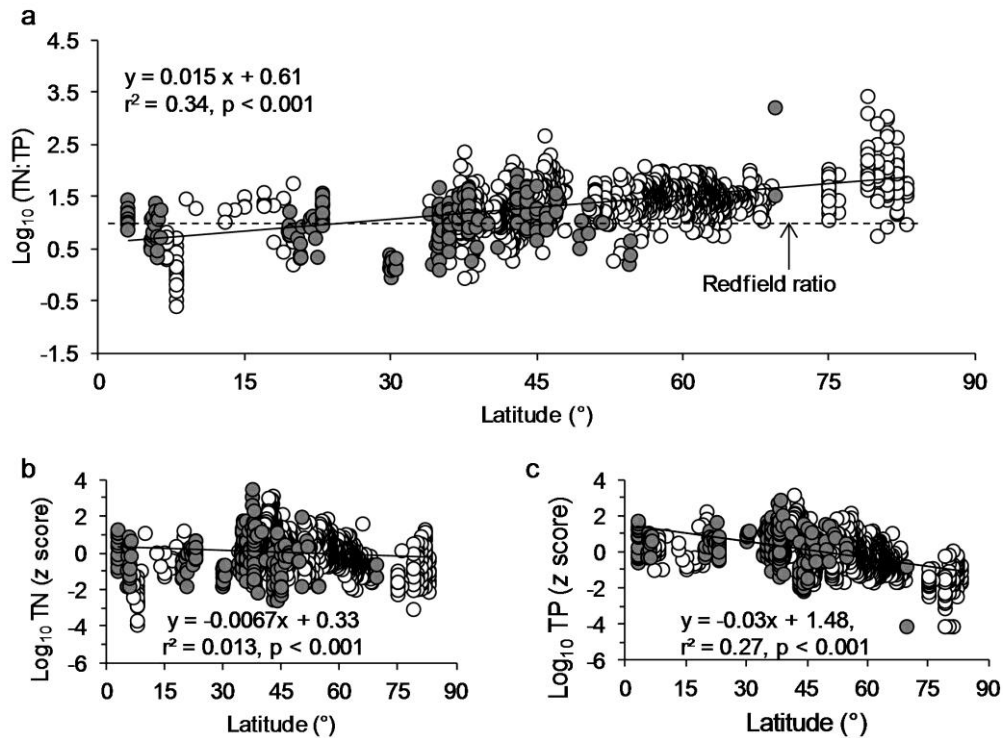 a
Log₁₀ (TN:TP)
4.5
3.5
2.5
1.5
0.5
-0.5
-1.5
y = 0.015 x + 0.61
r² = 0.34, p < 0.001
Redfield ratio
0 15 30 45 60 75 90
Latitude (°)
b
Log₁₀ TN (z score)
4
2
0
-2
-4
-6
y = -0.0067x + 0.33
r² = 0.013, p < 0.001
0 15 30 45 60 75 90
Latitude (°)
c
Log₁₀ TP (z score)
4
2
0
-2
-4
-6
y = -0.03x + 1.48,
r² = 0.27, p < 0.001
0 15 30 45 60 75 90
Latitude (°)